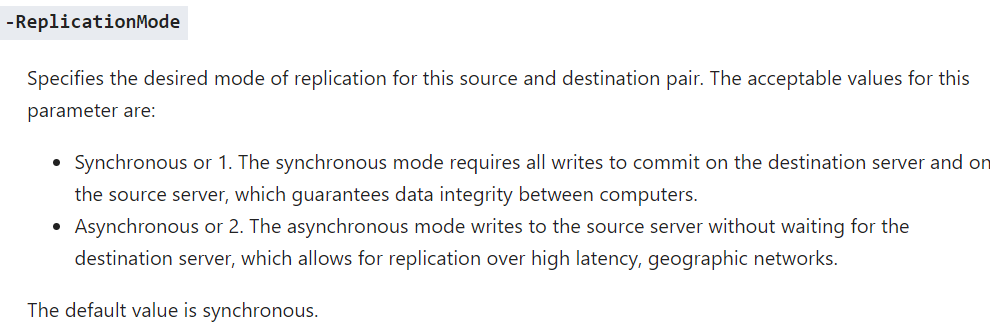 -ReplicationMode
Specifies the desired mode of replication for this source and destination pair. The acceptable values for this
parameter are:
• Synchronous or 1. The synchronous mode requires all writes to commit on the destination server and on
the source server, which guarantees data integrity between computers.
• Asynchronous or 2. The asynchronous mode writes to the source server without waiting for the
destination server, which allows for replication over high latency, geographic networks.
The default value is synchronous.